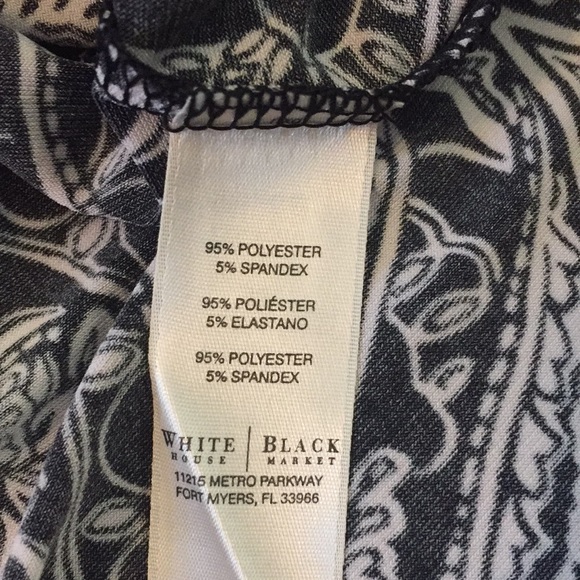 95% POLYESTER
5% SPANDEX
95% POLIÉSTER
5% ELASTANO
95% POLYESTER
5% SPANDEX
WHITE | BLACK
HOUSE | MARKET
11215 METRO PARKWAY
FORT MYERS, FL 33966